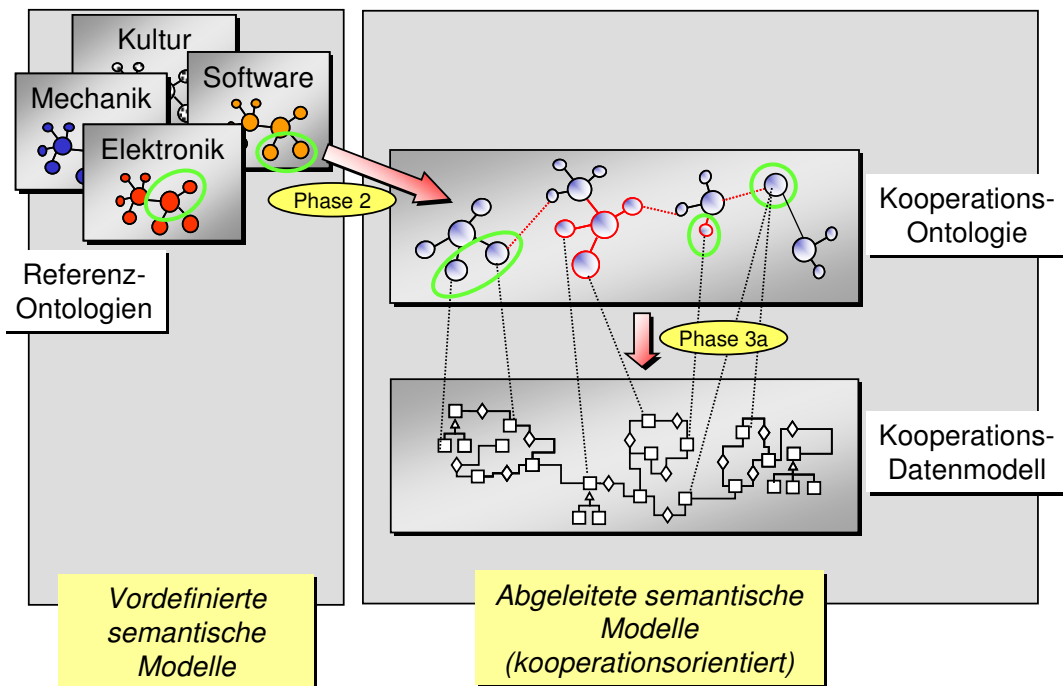 Kultur
Software
Mechanik
Elektronik
Phase 2
Referenz-
Ontologien
Kooperations-
Ontologie
Phase 3a
Kooperations-
Datenmodell
Vordefinierte
semantische
Modelle
Abgeleitete semantische
Modelle
(kooperationsorientiert)